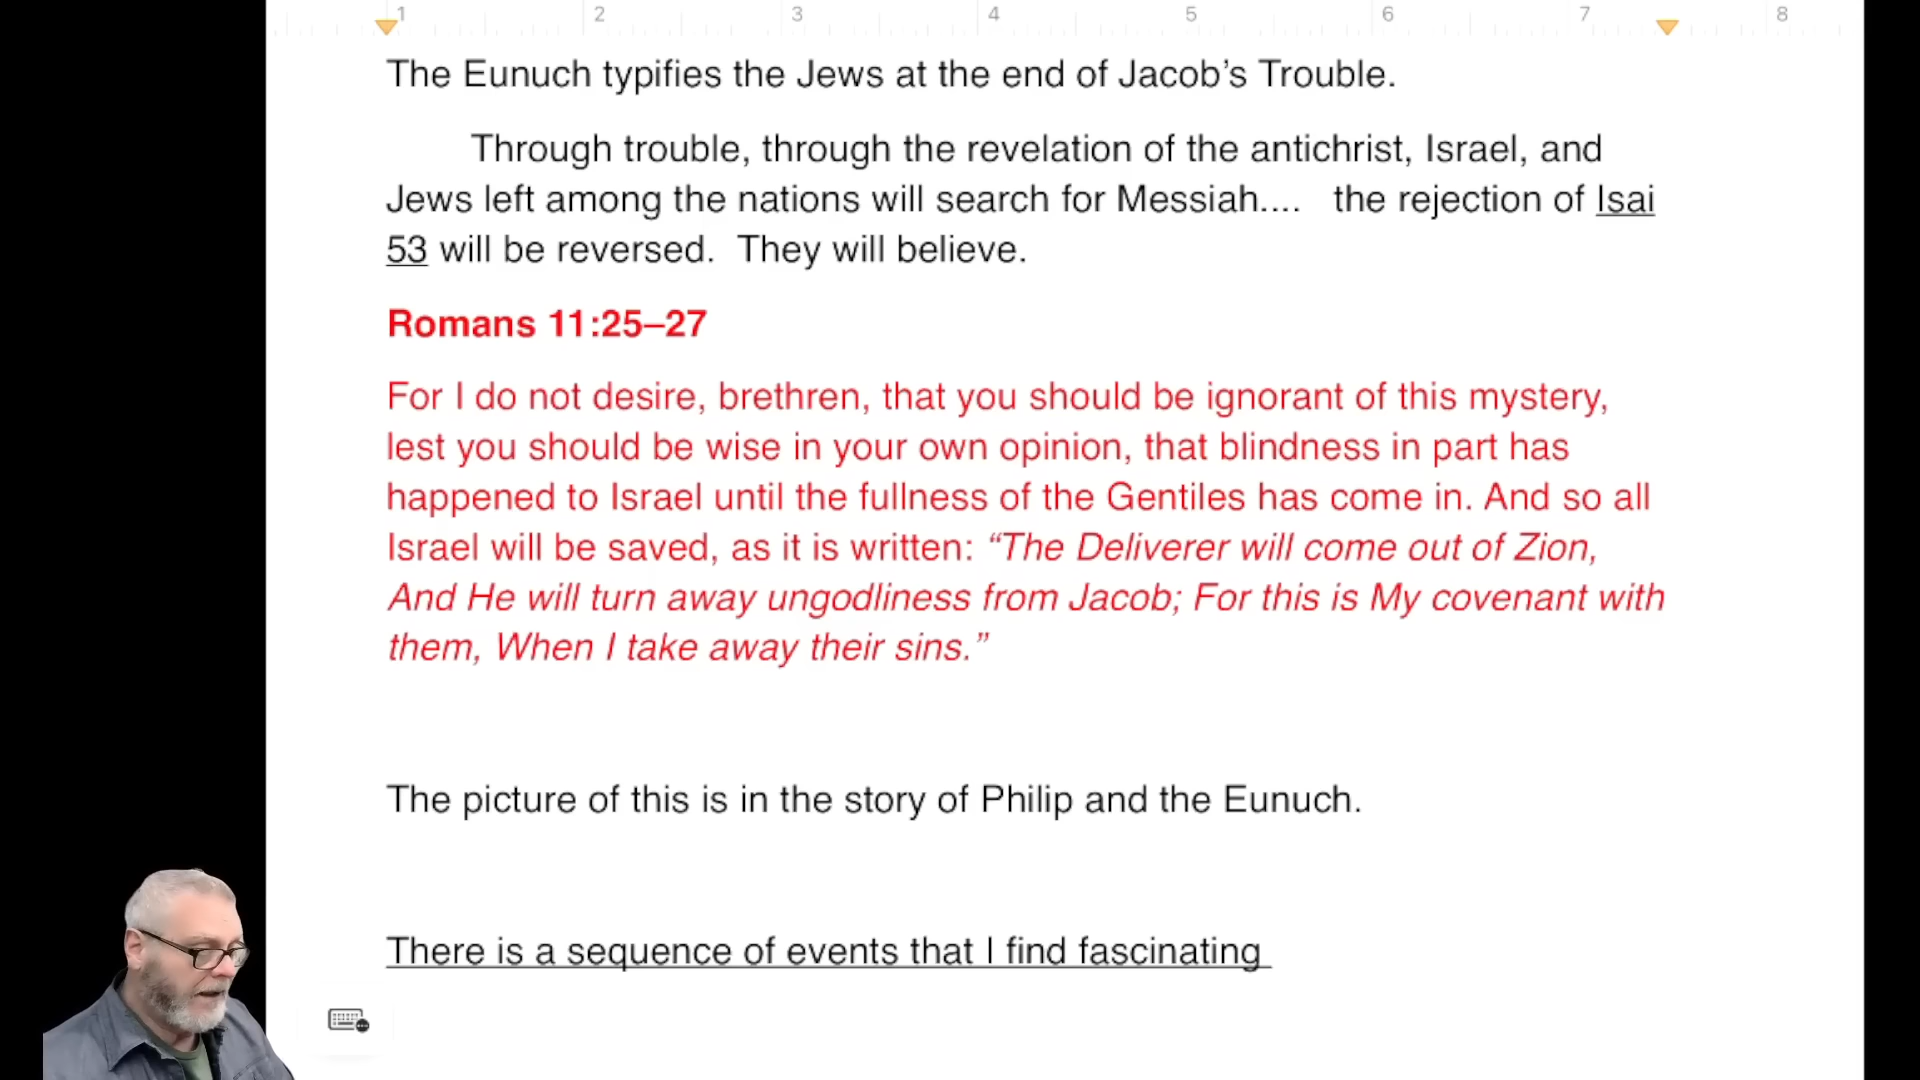 1 2 3 4 5 6 7 8
The Eunuch typifies the Jews at the end of Jacob’s Trouble.
Through trouble, through the revelation of the antichrist, Israel, and
Jews left among the nations will search for Messiah.... the rejection of Isai
53 will be reversed. They will believe.
Romans 11:25–27
For I do not desire, brethren, that you should be ignorant of this mystery,
lest you should be wise in your own opinion, that blindness in part has
happened to Israel until the fullness of the Gentiles has come in. And so all
Israel will be saved, as it is written: “The Deliverer will come out of Zion,
And He will turn away ungodliness from Jacob; For this is My covenant with
them, When I take away their sins.”
The picture of this is in the story of Philip and the Eunuch.
There is a sequence of events that I find fascinating